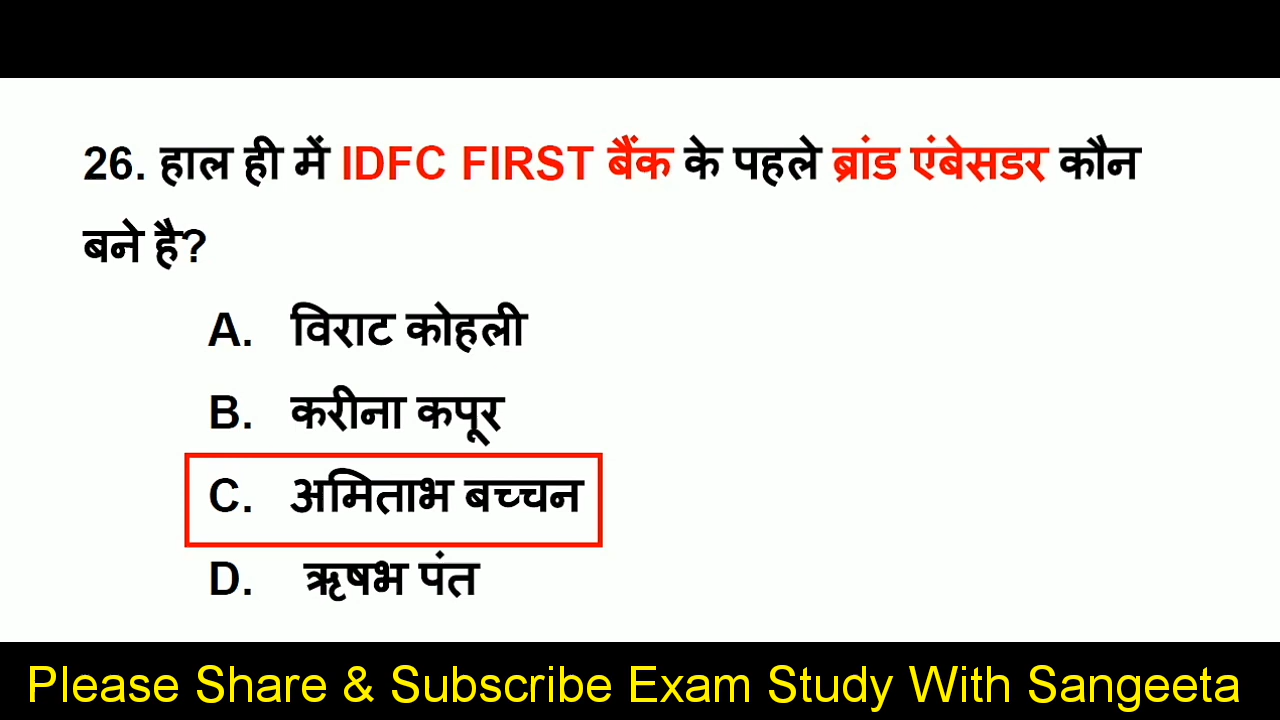 26. हाल ही में IDFC FIRST बैंक के पहले ब्रांड एंबेसडर कौन
बने है?
A. विराट कोहली
B. करीना कपूर
C. अमिताभ बच्चन
D. ऋषभ पंत
Please Share & Subscribe Exam Study With Sangeeta